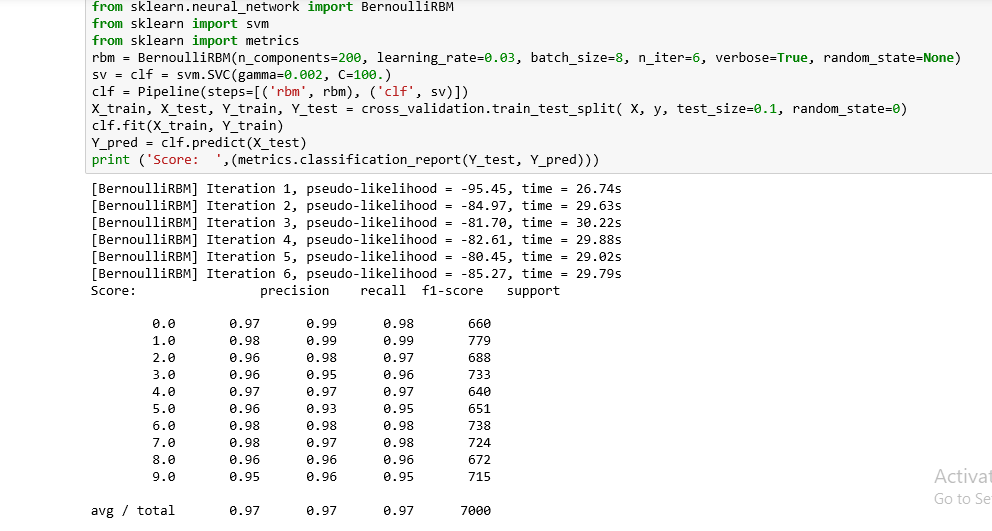 from sklearn.neural_network import BernoulliRBM
from sklearn import svm
from sklearn import metrics
rbm = BernoulliRBM(n_components=200, learning_rate=0.03, batch_size=8, n_iter=6, verbose=True, random_state=None)
sv = clf = svm.SVC(gamma=0.002, C=100.)
clf = Pipeline(steps=[('rbm', rbm), ('clf', sv)])
X_train, X_test, Y_train, Y_test = cross_validation.train_test_split( X, y, test_size=0.1, random_state=0)
clf.fit(X_train, Y_train)
Y_pred = clf.predict(X_test)
print ('Score:  ',(metrics.classification_report(Y_test, Y_pred)))
[BernoulliRBM] Iteration 1, pseudo-likelihood = -95.45, time = 26.74s
[BernoulliRBM] Iteration 2, pseudo-likelihood = -84.97, time = 29.63s
[BernoulliRBM] Iteration 3, pseudo-likelihood = -81.70, time = 30.22s
[BernoulliRBM] Iteration 4, pseudo-likelihood = -82.61, time = 29.88s
[BernoulliRBM] Iteration 5, pseudo-likelihood = -80.45, time = 29.02s
[BernoulliRBM] Iteration 6, pseudo-likelihood = -85.27, time = 29.79s
Score:                precision    recall  f1-score   support
        0.0       0.97      0.99      0.98       660
        1.0       0.98      0.99      0.99       779
        2.0       0.96      0.98      0.97       688
        3.0       0.96      0.95      0.96       733
        4.0       0.97      0.97      0.97       640
        5.0       0.96      0.93      0.95       651
        6.0       0.98      0.98      0.98       738
        7.0       0.98      0.97      0.98       724
        8.0       0.96      0.96      0.96       672
        9.0       0.95      0.96      0.95       715
avg / total       0.97      0.97      0.97      7000
Activat
Go to Se